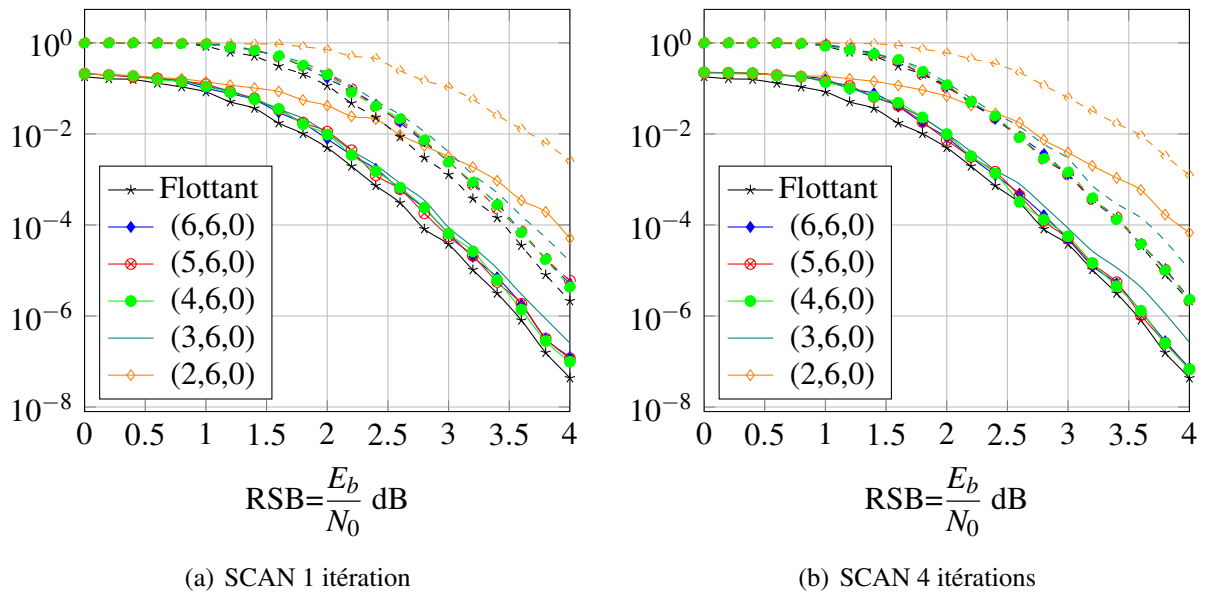 10^0
10^−2
10^−4
10^−6
10^−8
Flottant
(6,6,0)
(5,6,0)
(4,6,0)
(3,6,0)
(2,6,0)
0 0.5 1 1.5 2 2.5 3 3.5 4
RSB=E_b/N_0 dB
(a) SCAN 1 itération
10^0
10^−2
10^−4
10^−6
10^−8
Flottant
(6,6,0)
(5,6,0)
(4,6,0)
(3,6,0)
(2,6,0)
0 0.5 1 1.5 2 2.5 3 3.5 4
RSB=E_b/N_0 dB
(b) SCAN 4 itérations